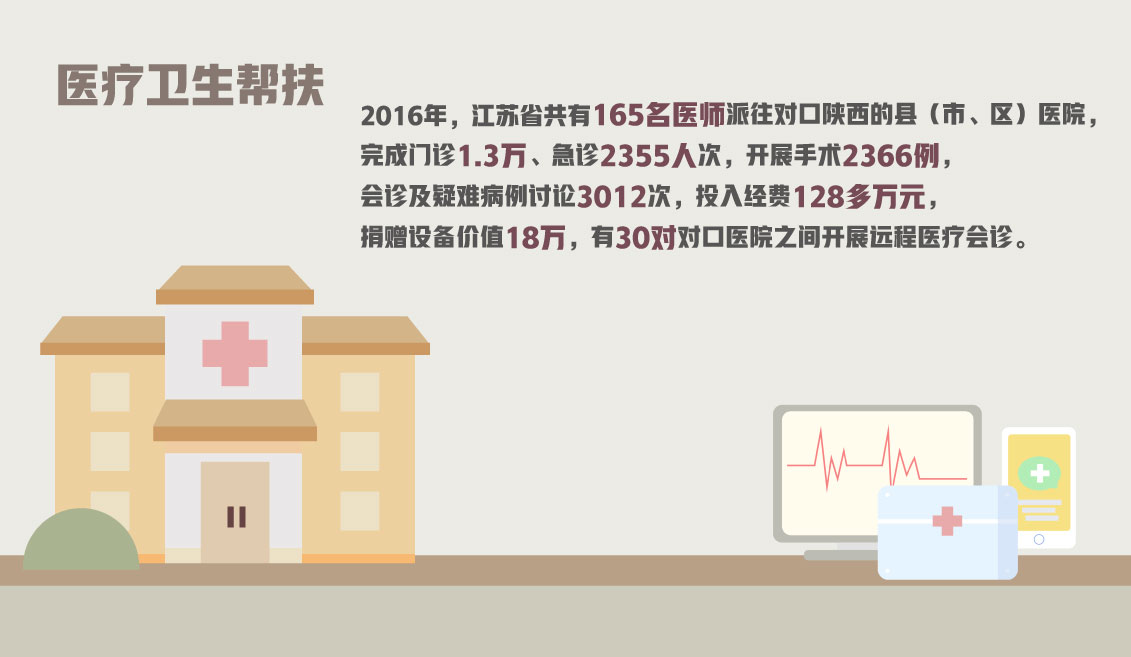 医疗卫生帮扶
2016年，江苏省共有165名医师派往对口陕西的县（市、区）医院，
完成门诊1.3万、急诊2355人次，开展手术2366例，
会诊及疑难病例讨论3012次，投入经费128多万元，
捐赠设备价值18万，有30对对口医院之间开展远程医疗会诊。